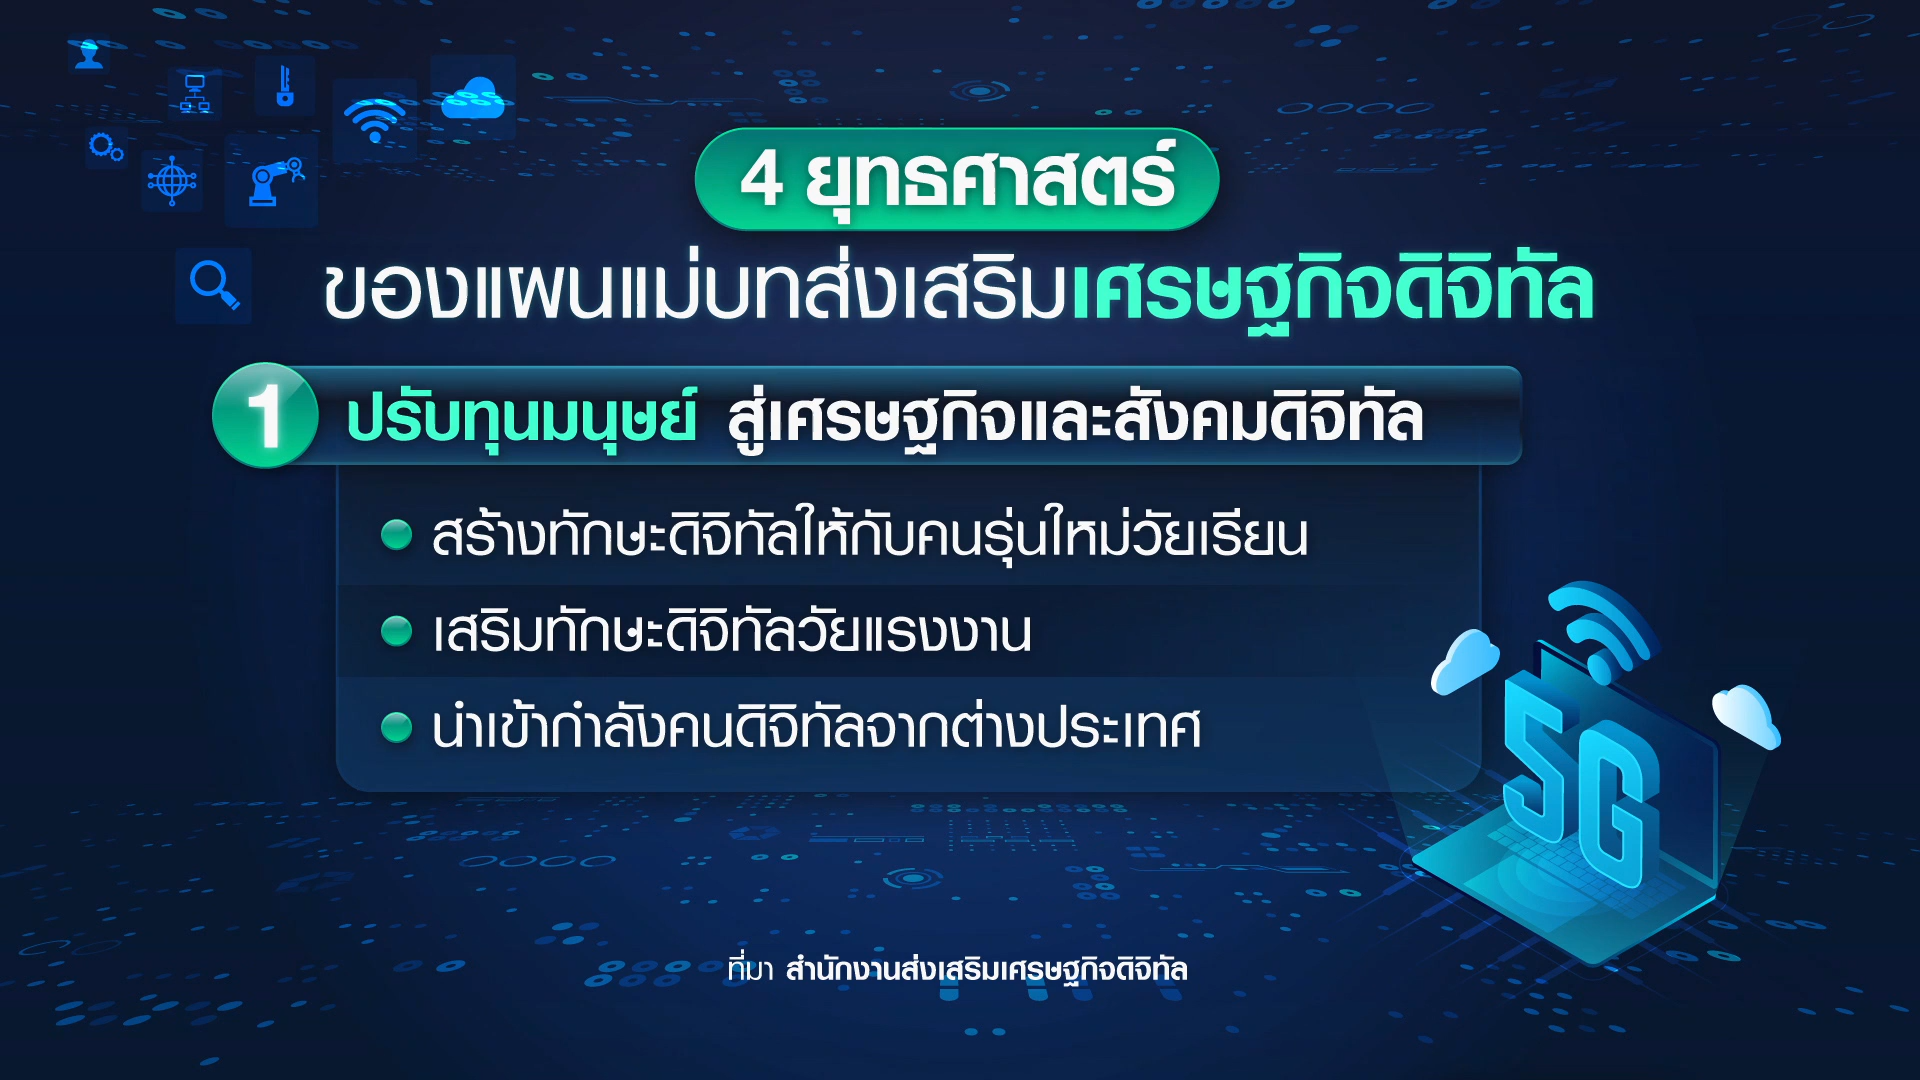 4 ยุทธศาสตร์
ของแผนแม่บทส่งเสริมเศรษฐกิจดิจิทัล
1 ปรับทุนมนุษย์ สู่เศรษฐกิจและสังคมดิจิทัล
สร้างทักษะดิจิทัลให้กับคนรุ่นใหม่วัยเรียน
เสริมทักษะดิจิทัลวัยแรงงาน
นำเข้ากำลังคนดิจิทัลจากต่างประเทศ
5G
ที่มา สำนักงานส่งเสริมเศรษฐกิจดิจิทัล